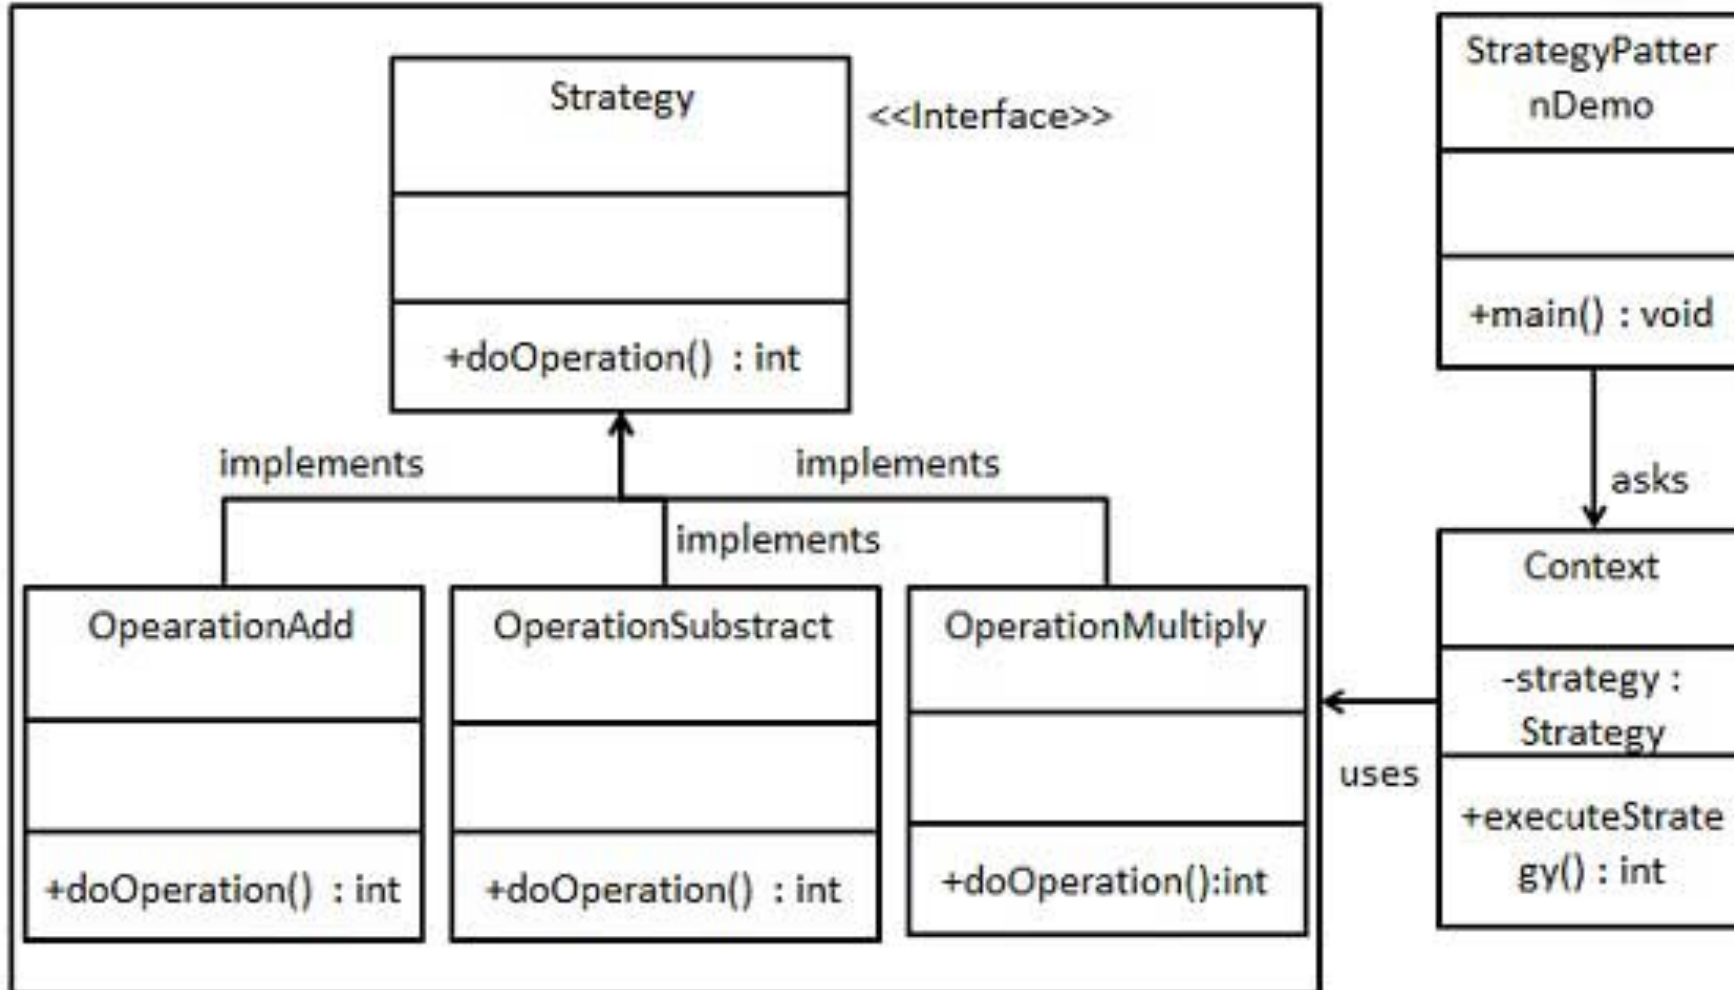 Strategy
<<Interface>>
+doOperation() : int
implements
implements
implements
OpearationAdd
+doOperation() : int
OperationSubstract
+doOperation() : int
OperationMultiply
+doOperation():int
StrategyPatter
nDemo
+main() : void
asks
Context
-strategy :
Strategy
+executeStrate
gy() : int
uses